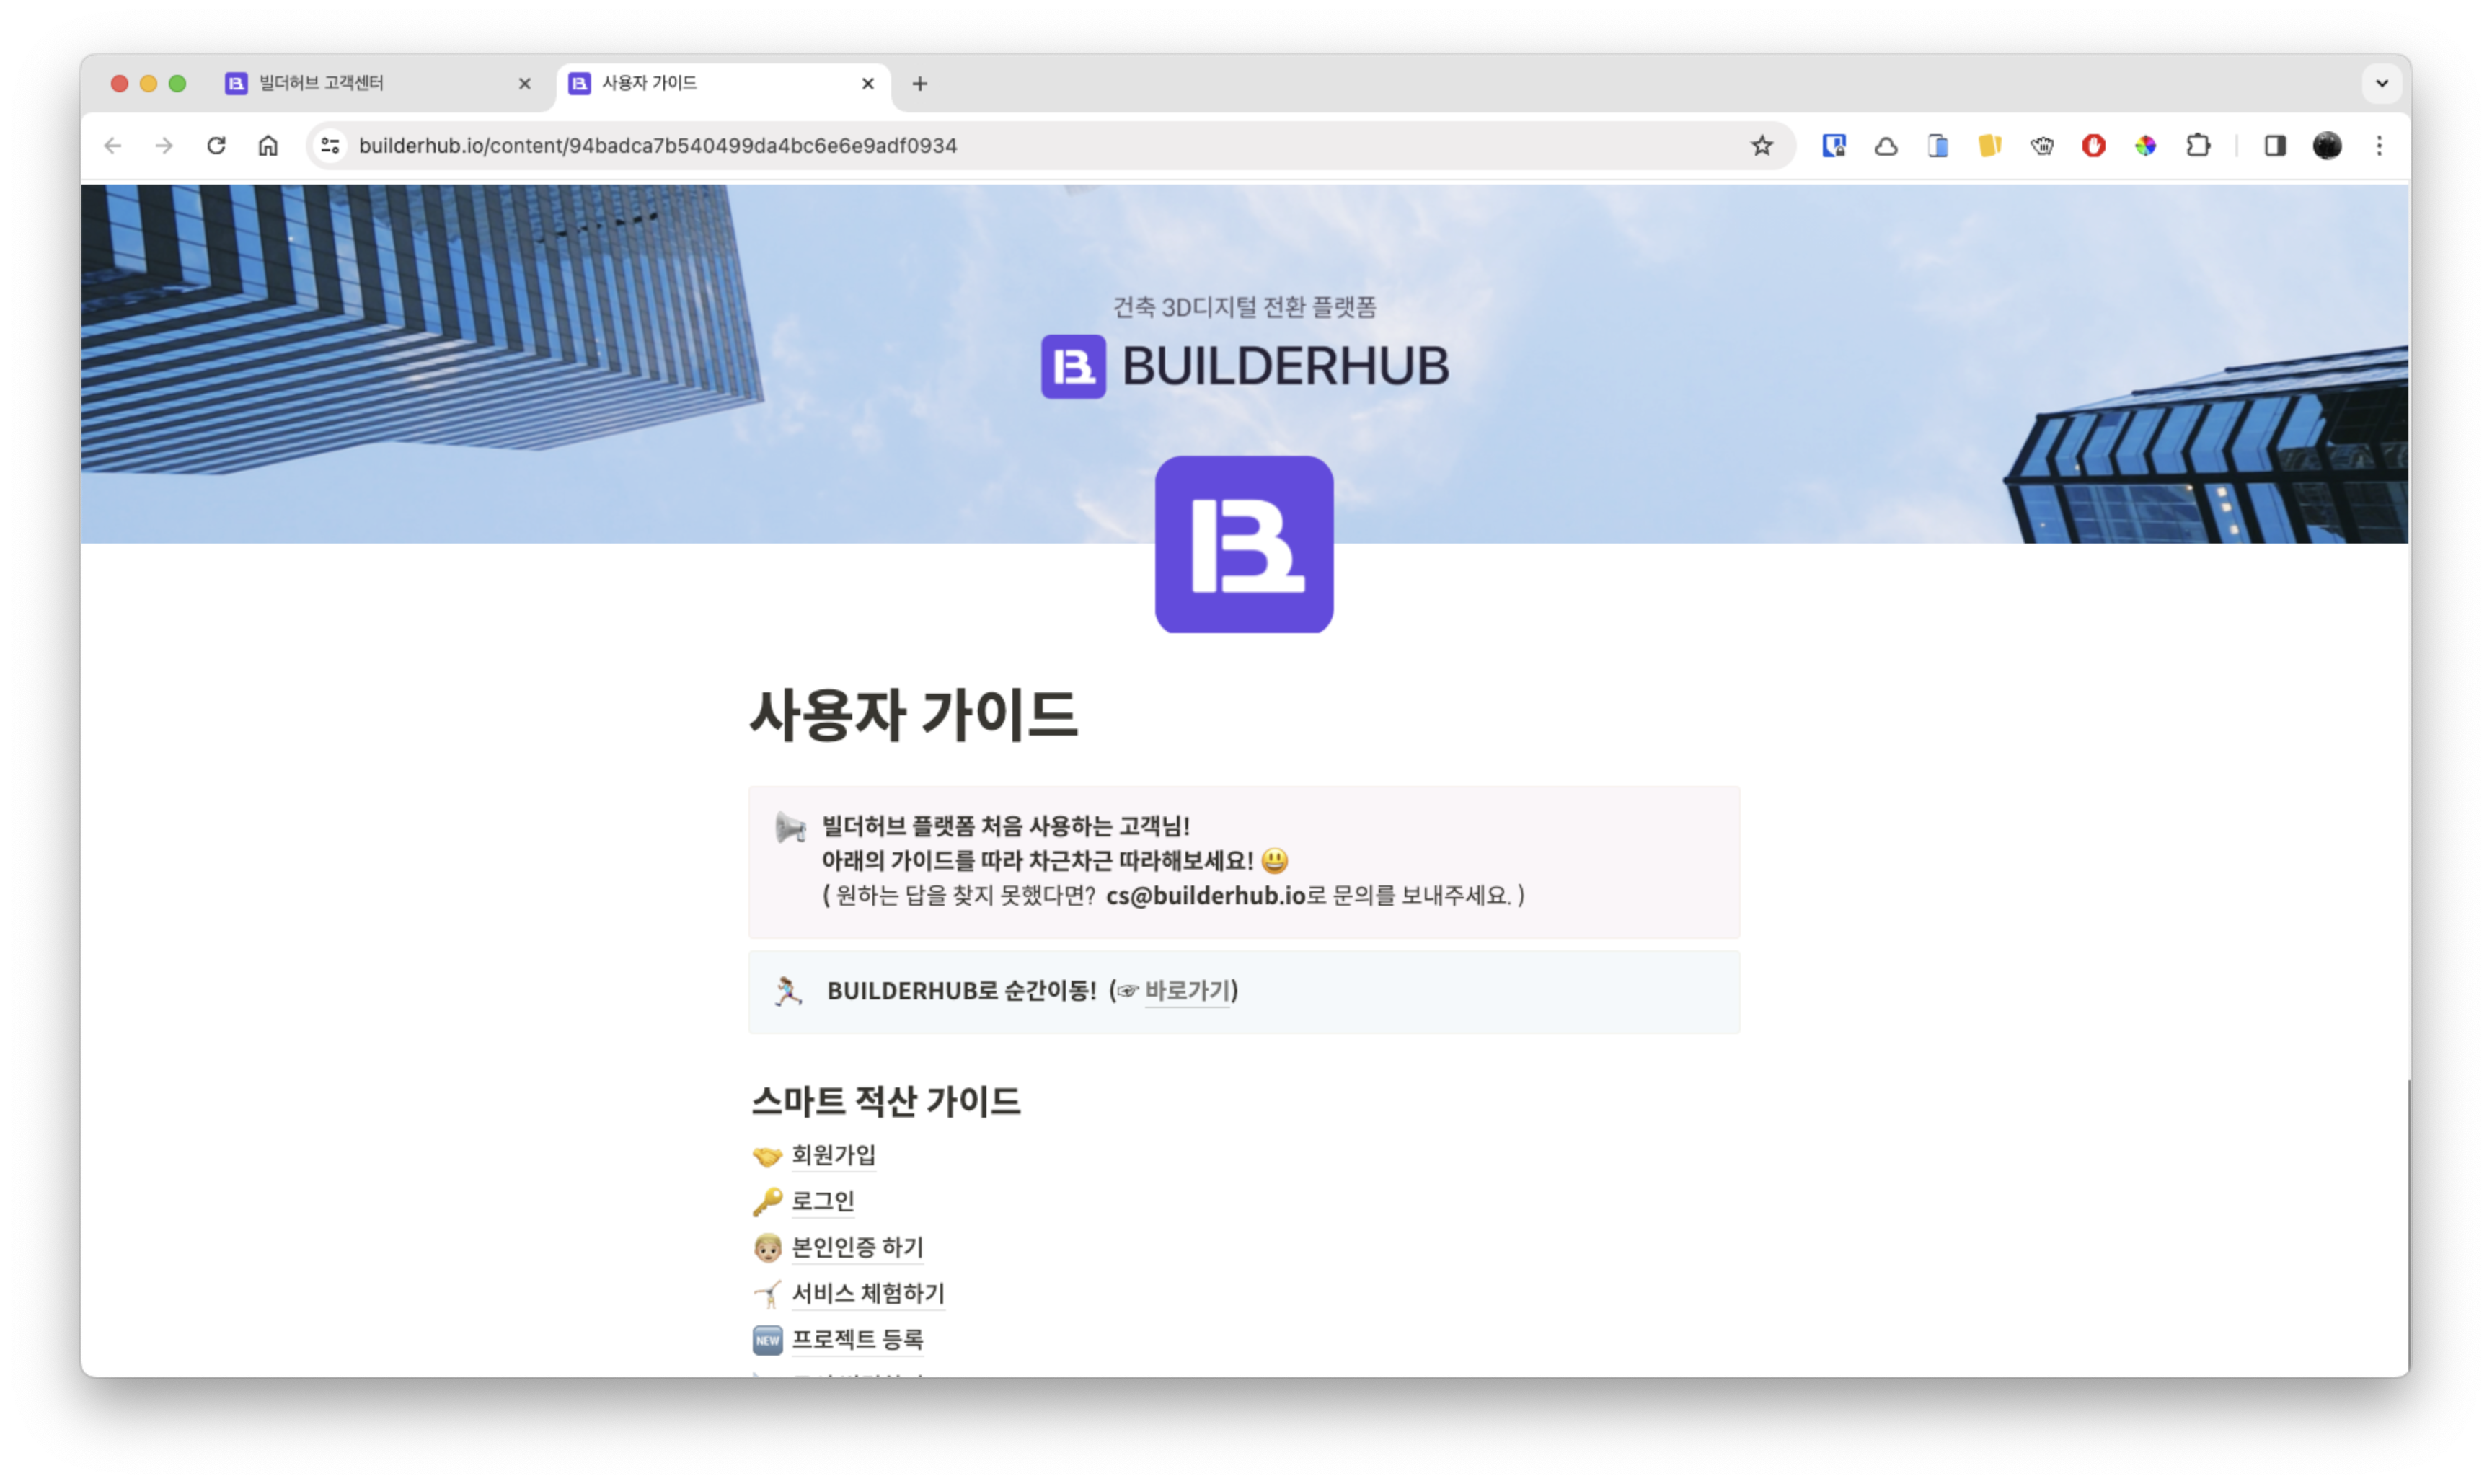 빌더허브 고객센터
사용자 가이드
builderhub.io/content/94badca7b540499da4bc6e6e9adf0934
건축 3D디지털 전환 플랫폼
BUILDERHUB
사용자 가이드
빌더허브 플랫폼 처음 사용하는 고객님!
아래의 가이드를 따라 차근차근 따라해보세요! 😃
( 원하는 답을 찾지 못했다면? cs@builderhub.io로 문의를 보내주세요. )
BUILDERHUB로 순간이동! (☞ 바로가기)
스마트 적산 가이드
회원가입
로그인
본인인증 하기
서비스 체험하기
NEW 프로젝트 등록